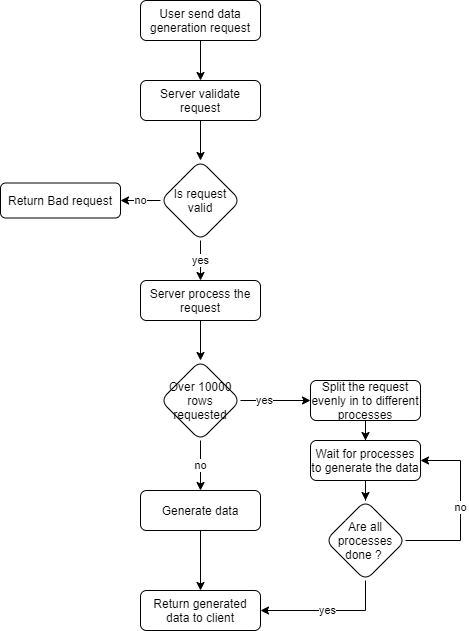 User send data
generation request
Server validate
request
Is request
valid
no
Return Bad request
yes
Server process the
request
Over 10000
rows
requested
yes
Split the request
evenly in to different
processes
Wait for processes
to generate the data
no
no
Generate data
Are all
processes
done ?
Return generated
data to client
yes